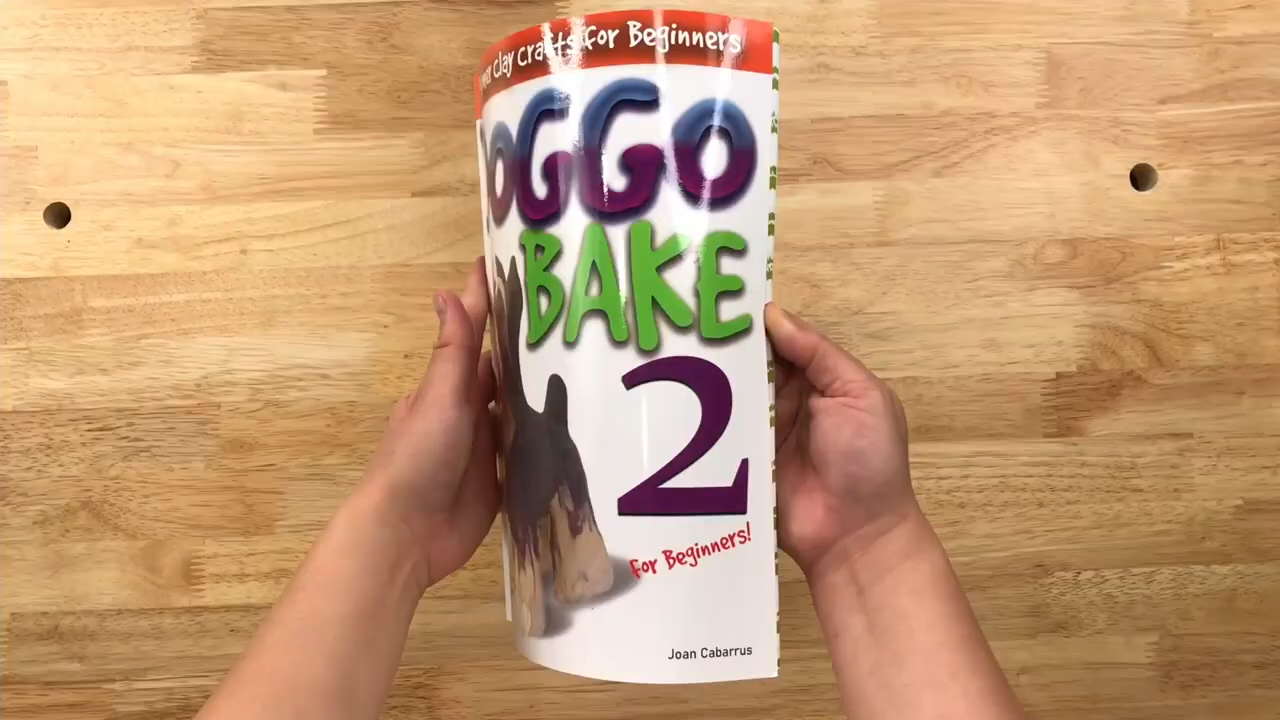 Clay Crafts for Beginners
OGGO
BAKE
2
For Beginners!
Joan Cabarrus